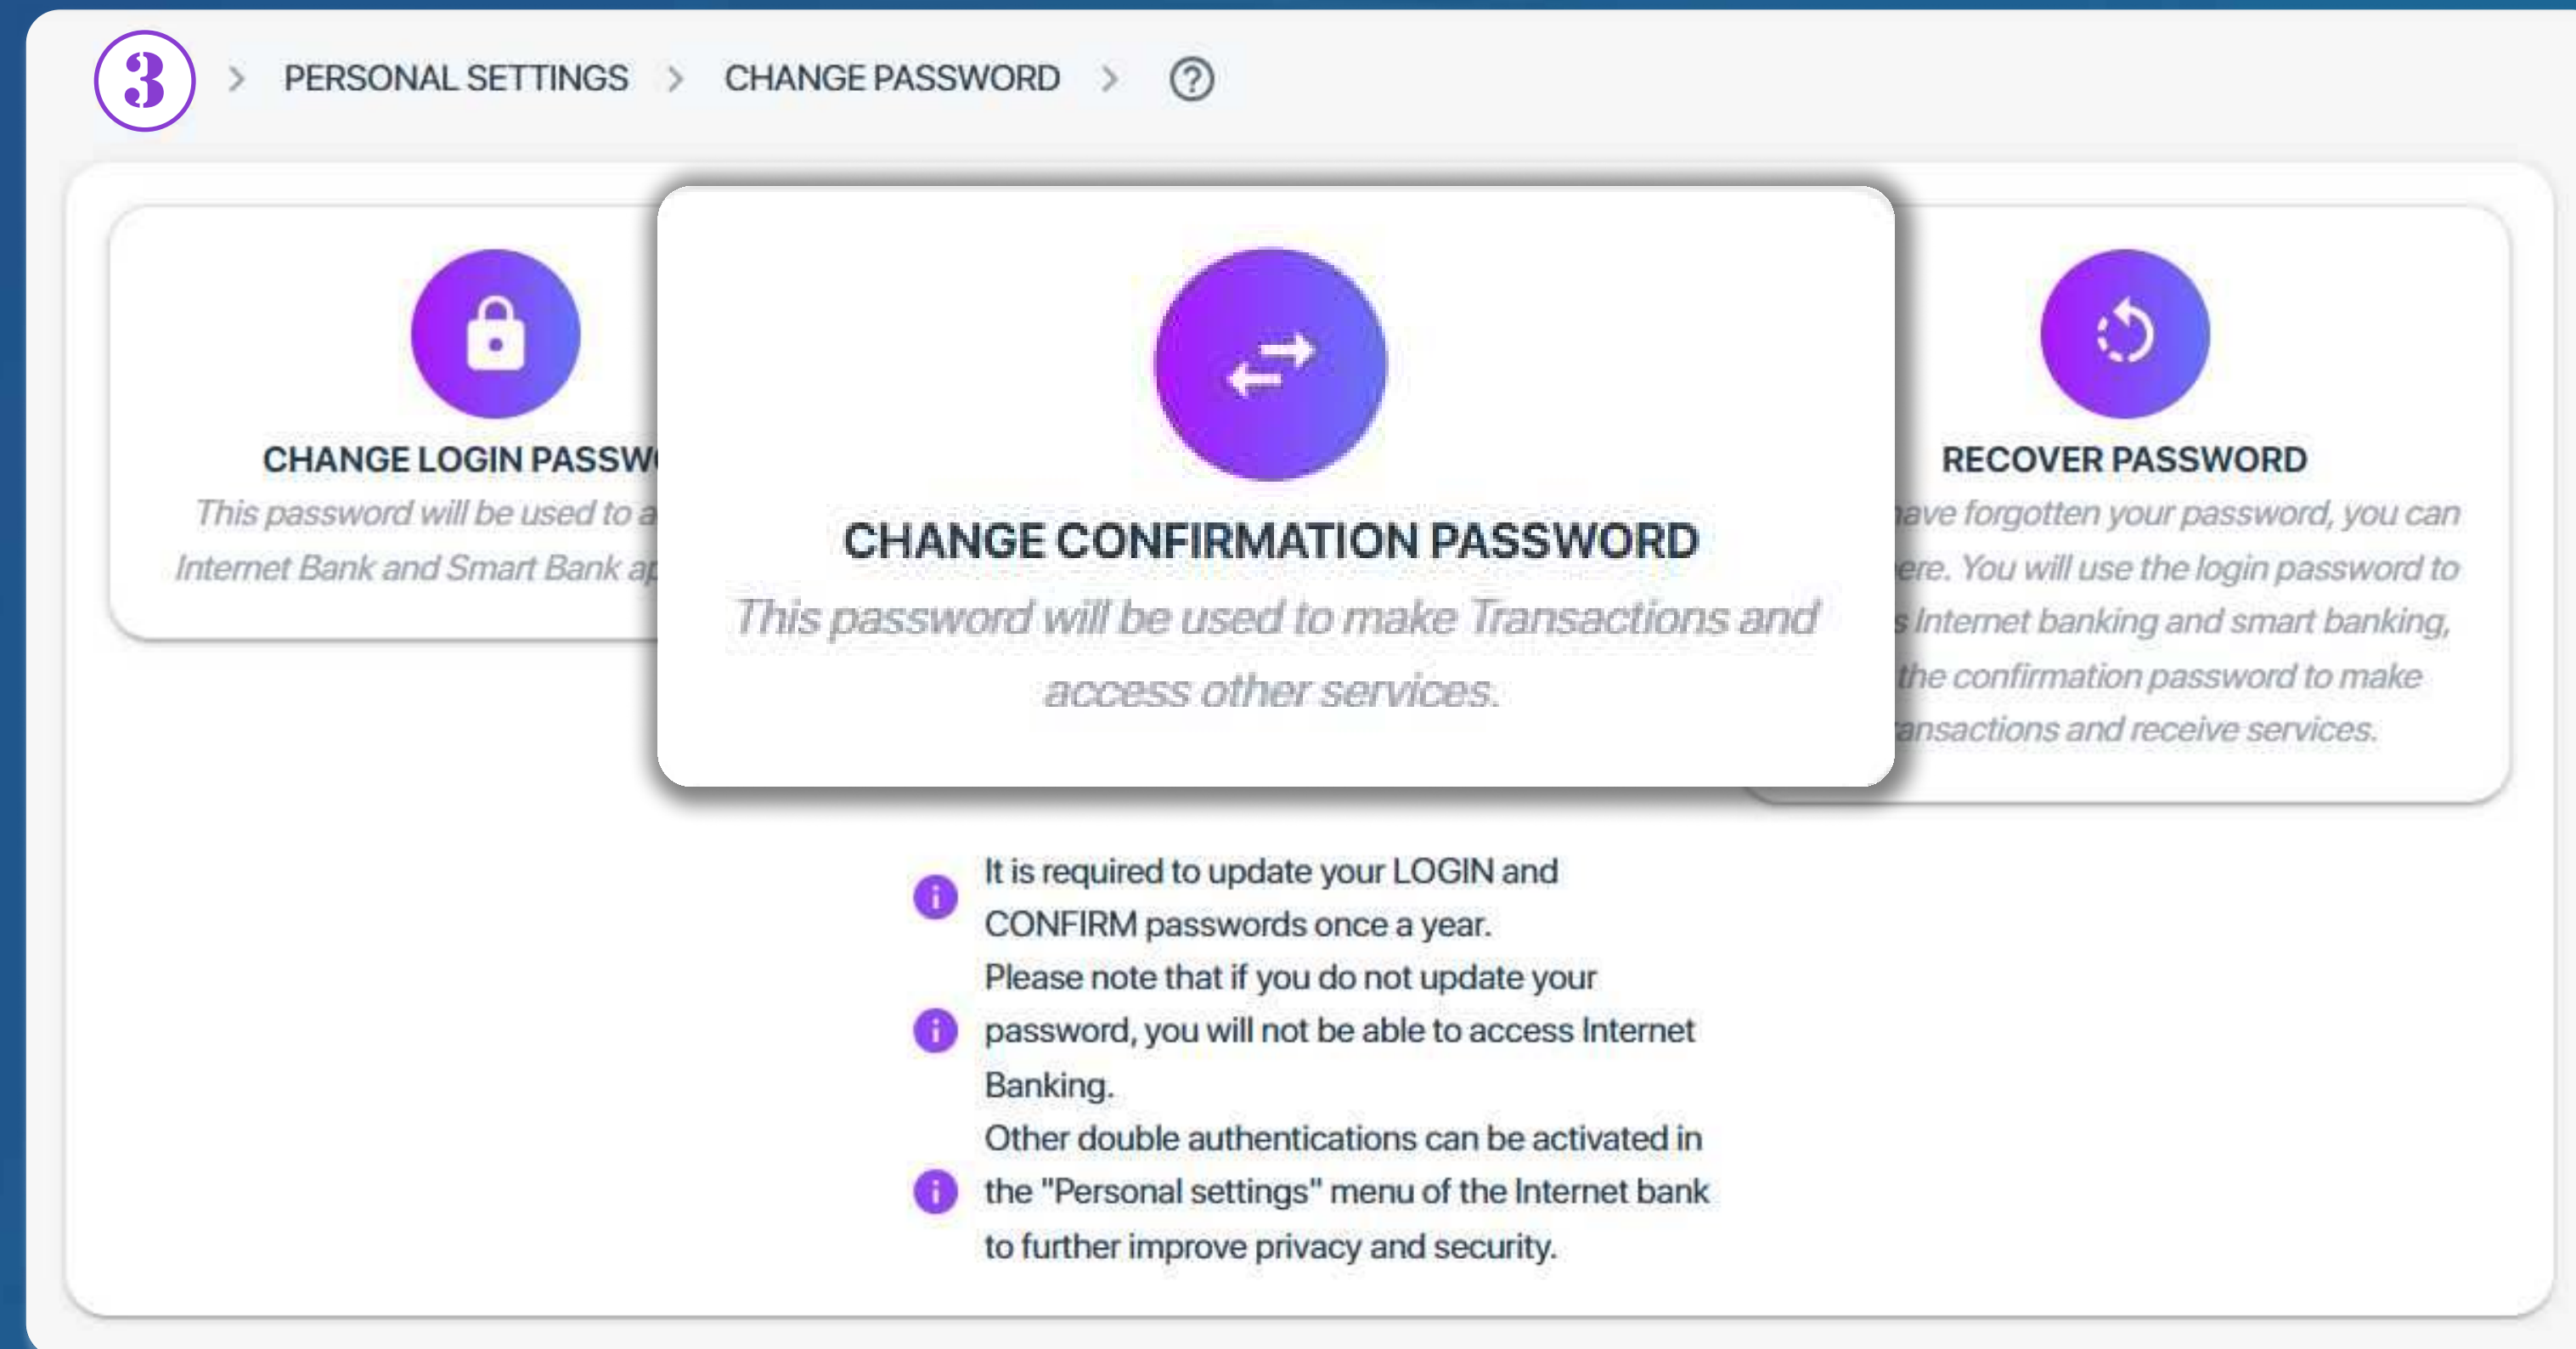 3 > PERSONAL SETTINGS > CHANGE PASSWORD > ?
CHANGE LOGIN
This password will be used to
Internet Bank and Smart Bank
CHANGE CONFIRMATION PASSWORD
This password will be used to make Transactions and
access other services.
RECOVER PASSWORD
forgotten your password, you can
You will use the login password to
Internet banking and smart banking,
the confirmation password to make
and receive services.
It is required to update your LOGIN and
CONFIRM passwords once a year.
Please note that if you do not update your
password, you will not be able to access Internet
Banking.
Other double authentications can be activated in
the "Personal settings" menu of the Internet bank
to further improve privacy and security.